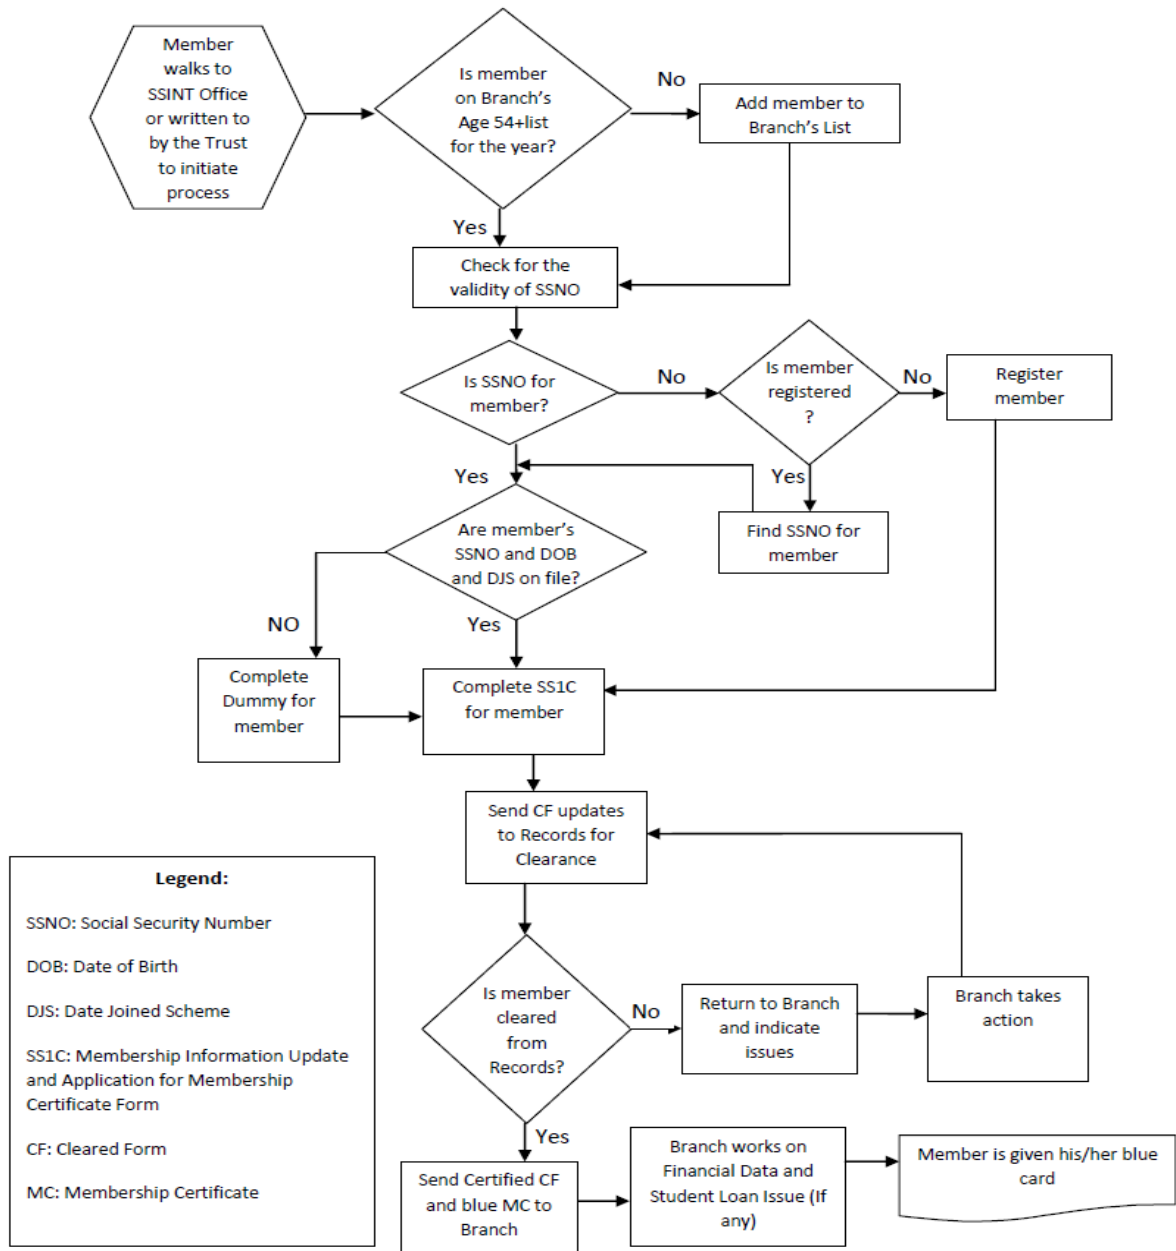 Member
walks to
SSINT Office
or written to
by the Trust
to initiate
process
Is member
on Branch's
Age 54+list
for the year?
No
Add member to
Branch's List
Yes
Check for the
validity of SSNO
Is SSNO for
member?
No
Is member
registered
?
No
Register
member
Yes
Yes
Find SSNO for
member
Are member's
SSNO and DOB
and DJS on file?
NO
Yes
Complete
Dummy for
member
Complete SS1C
for member
Send CF updates
to Records for
Clearance
Legend:
SSNO: Social Security Number
DOB: Date of Birth
DJS: Date Joined Scheme
SS1C: Membership Information Update
and Application for Membership
Certificate Form
CF: Cleared Form
MC: Membership Certificate
Is member
cleared
from
Records?
No
Return to Branch
and indicate
issues
Branch takes
action
Yes
Send Certified CF
and blue MC to
Branch
Branch works on
Financial Data and
Student Loan Issue (If
any)
Member is given his/her blue
card